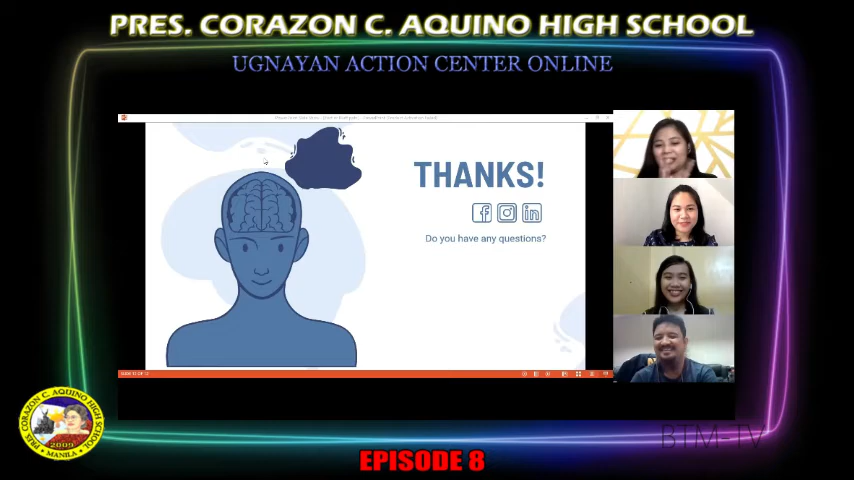 PRES. CORAZON C. AQUINO HIGH SCHOOL
UGNAYAN ACTION CENTER ONLINE
THANKS!
Do you have any questions?
PRES. CORAZON C. AQUINO HIGH SCHOOL
2009
MANILA
BTM-TV
EPISODE 8